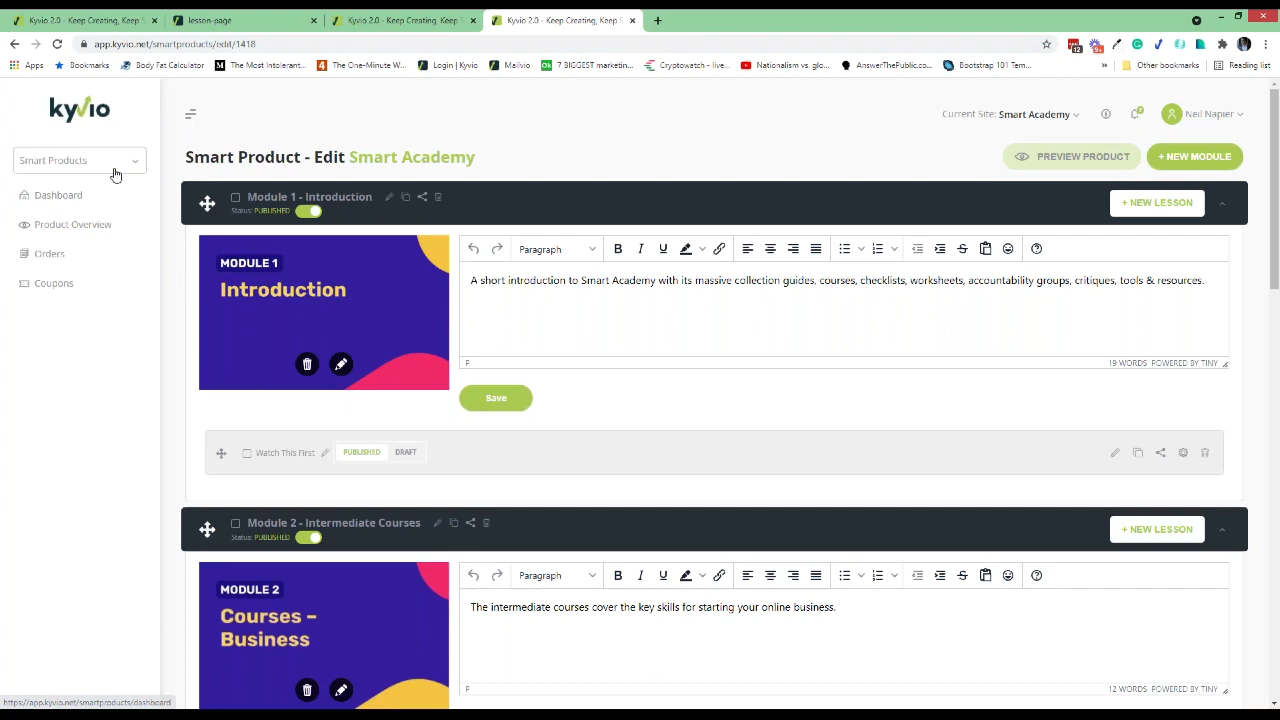 Kyvio 2.0 - Keep Creating, Keep S
lesson-page
Kyvio 2.0 - Keep Creating, Keep S
Kyvio 2.0 - Keep Creating, Keep S
app.kyvio.net/smartproducts/edit/1418
Apps
Bookmarks
Body Fat Calculator
The Most Intolerant...
The One-Minute W...
Login | Kyvio
Mailvio
7 BIGGEST marketin...
Cryptowatch - live...
Nationalism vs. glo...
AnswerThePublic.co...
Bootstrap 101 Tem...
Other bookmarks
Reading list
kyvio
Current Site: Smart Academy
Neil Napier
Smart Products
Dashboard
Product Overview
Orders
Coupons
Smart Product - Edit Smart Academy
PREVIEW PRODUCT
+ NEW MODULE
Module 1 - Introduction
Status: PUBLISHED
+ NEW LESSON
MODULE 1
Introduction
Paragraph
A short introduction to Smart Academy with its massive collection guides, courses, checklists, worksheets, accountability groups, critiques, tools & resources.
P
19 WORDS POWERED BY TINY
Save
Watch This First
PUBLISHED
DRAFT
Module 2 - Intermediate Courses
Status: PUBLISHED
+ NEW LESSON
MODULE 2
Courses –
Business
Paragraph
The intermediate courses cover the key skills for starting your online business.
P
12 WORDS POWERED BY TINY
https://app.kyvio.net/smartproducts/dashboard